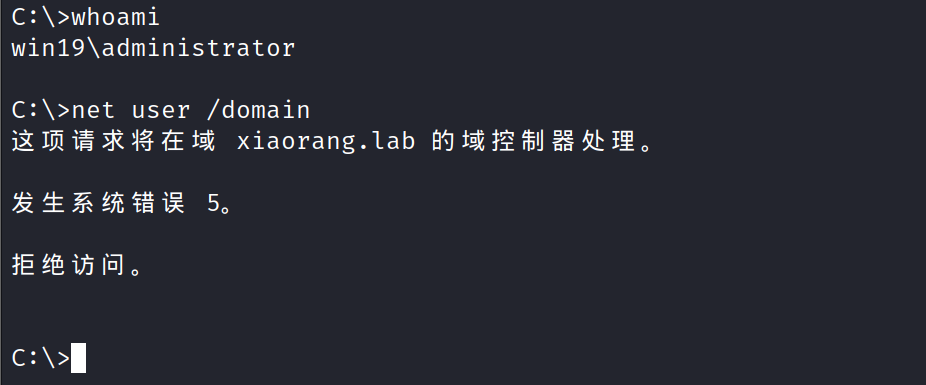 C:\>whoami
win19\administrator
C:\>net user /domain
这项请求将在域 xiaorang.lab 的域控制器处理。
发生系统错误 5。
拒绝访问。
C:\>